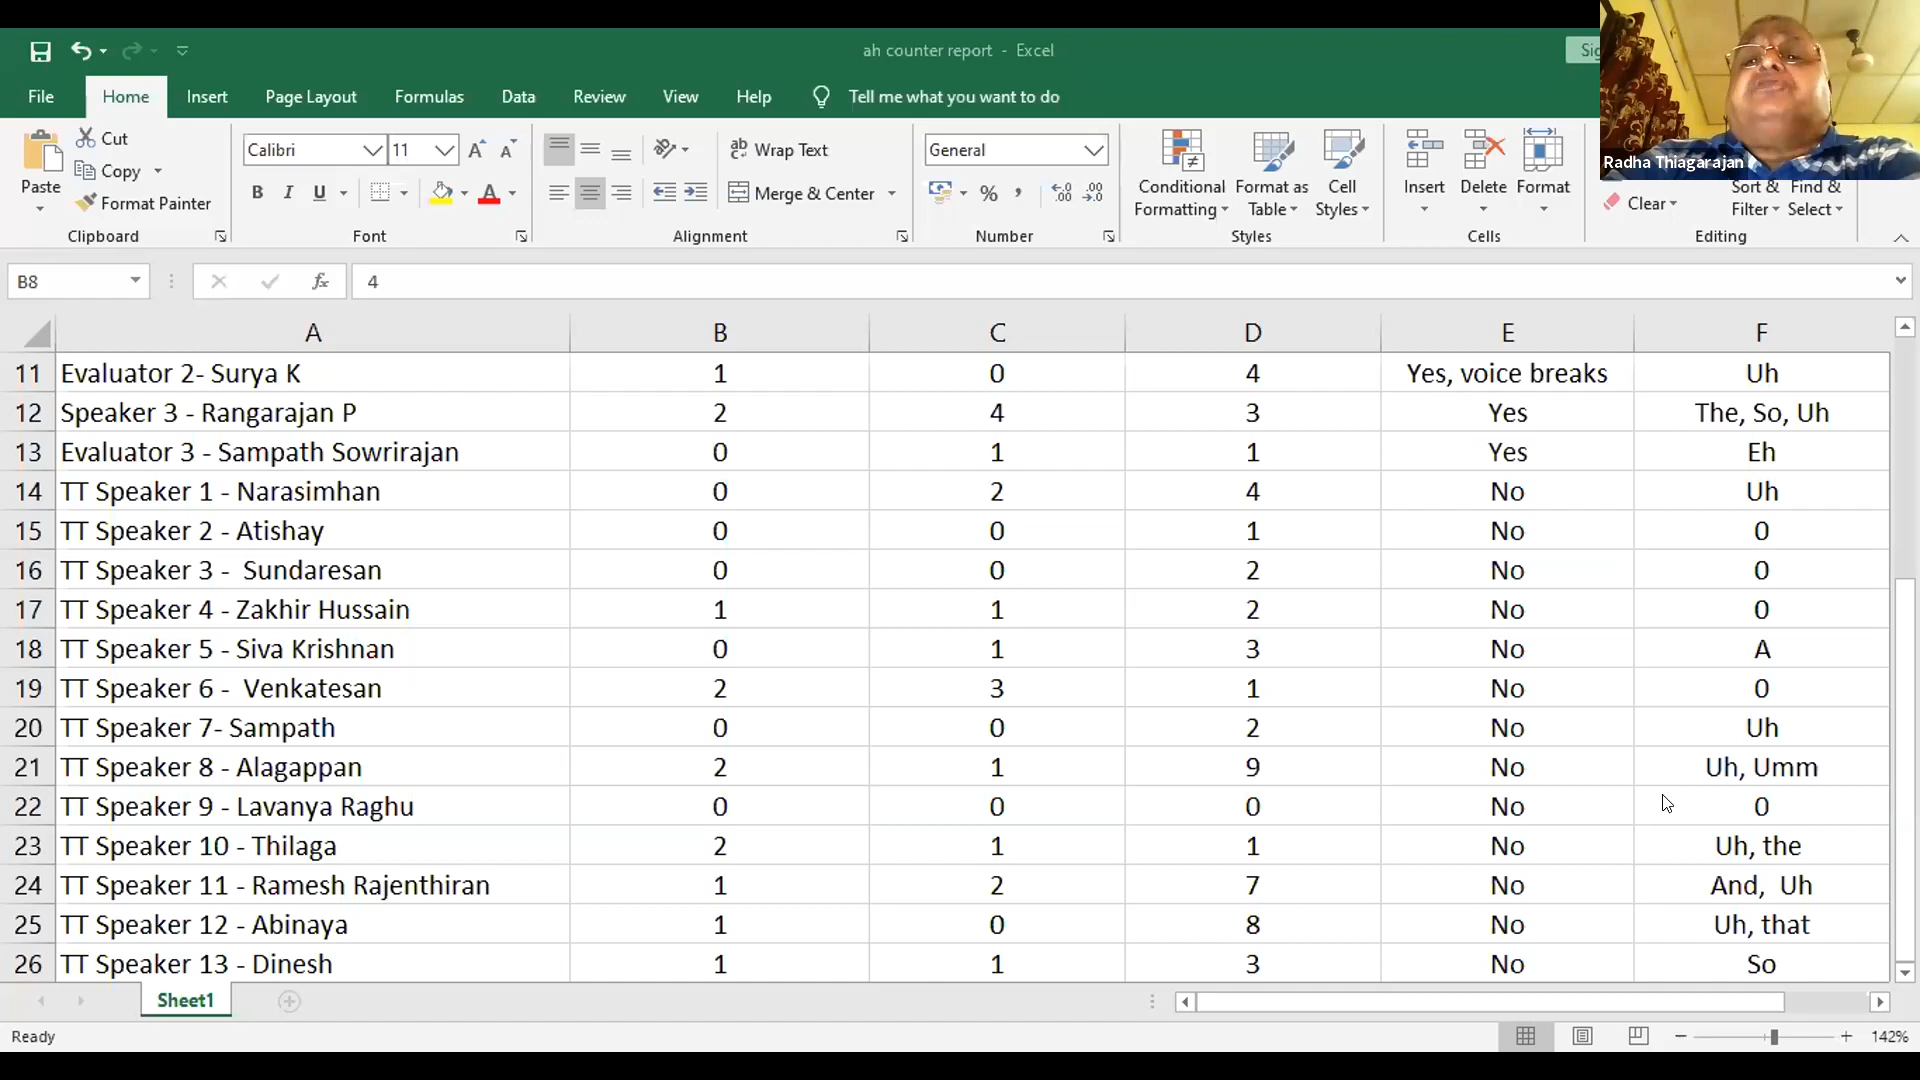 ah counter report - Excel
File Home Insert Page Layout Formulas Data Review View Help Tell me what you want to do
Radha Thiagarajan
Paste Cut Copy Format Painter
Calibri 11
B I U A
Wrap Text
Merge & Center
General
%
Conditional Formatting Format as Table Cell Styles
Insert Delete Format
Clear Sort & Filter Find & Select
Clipboard Font Alignment Number Styles Cells Editing
B8 fx 4
A B C D E F
11 Evaluator 2- Surya K 1 0 4 Yes, voice breaks Uh
12 Speaker 3 - Rangarajan P 2 4 3 Yes The, So, Uh
13 Evaluator 3 - Sampath Sowrirajan 0 1 1 Yes Eh
14 TT Speaker 1 - Narasimhan 0 2 4 No Uh
15 TT Speaker 2 - Atishay 0 0 1 No 0
16 TT Speaker 3 -  Sundaresan 0 0 2 No 0
17 TT Speaker 4 - Zakhir Hussain 1 1 2 No 0
18 TT Speaker 5 - Siva Krishnan 0 1 3 No A
19 TT Speaker 6 -  Venkatesan 2 3 1 No 0
20 TT Speaker 7- Sampath 0 0 2 No Uh
21 TT Speaker 8 - Alagappan 2 1 9 No Uh, Umm
22 TT Speaker 9 - Lavanya Raghu 0 0 0 No 0
23 TT Speaker 10 - Thilaga 2 1 1 No Uh, the
24 TT Speaker 11 - Ramesh Rajenthiran 1 2 7 No And,  Uh
25 TT Speaker 12 - Abinaya 1 0 8 No Uh, that
26 TT Speaker 13 - Dinesh 1 1 3 No So
Sheet1
Ready 142%